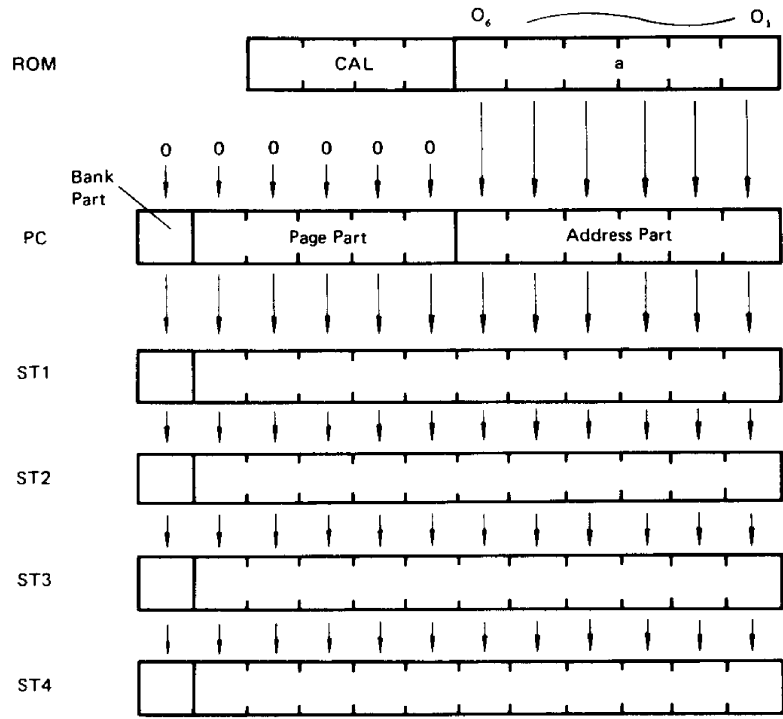 O₆ O₁
ROM CAL a
0 0 0 0 0 0
Bank
Part
PC Page Part Address Part
ST1
ST2
ST3
ST4